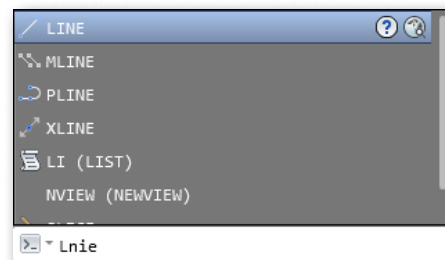 LINE
MLINE
PLINE
XLINE
LI (LIST)
NVIEW (NEWVIEW)
Lnie